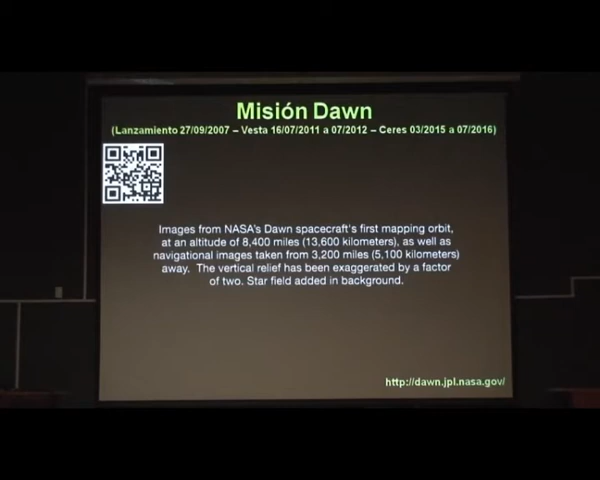 Misión Dawn
(Lanzamiento 27/09/2007 – Vesta 16/07/2011 a 07/2012 – Ceres 03/2015 a 07/2016)
Images from NASA's Dawn spacecraft's first mapping orbit,
at an altitude of 8,400 miles (13,600 kilometers), as well as
navigational images taken from 3,200 miles (5,100 kilometers)
away. The vertical relief has been exaggerated by a factor
of two. Star field added in background.
http://dawn.jpl.nasa.gov/